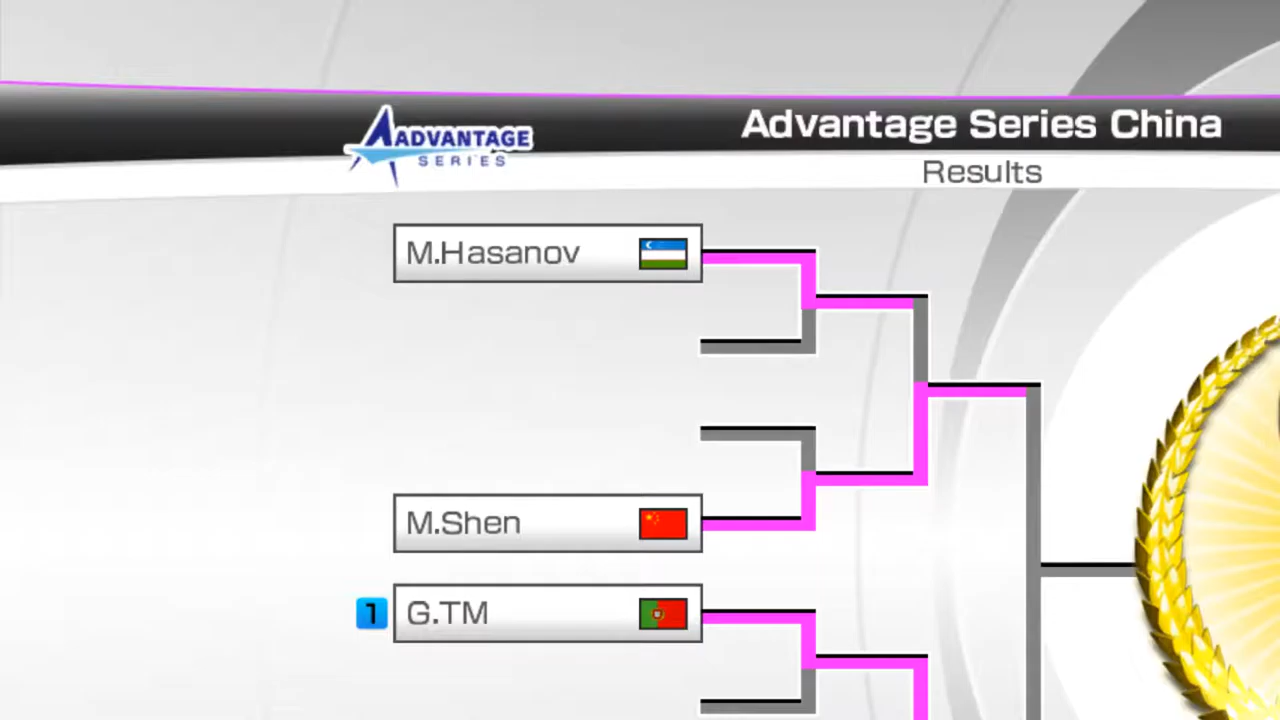 ADVANTAGE
SERIES
Advantage Series China
Results
M.Hasanov
M.Shen
1 G.TM